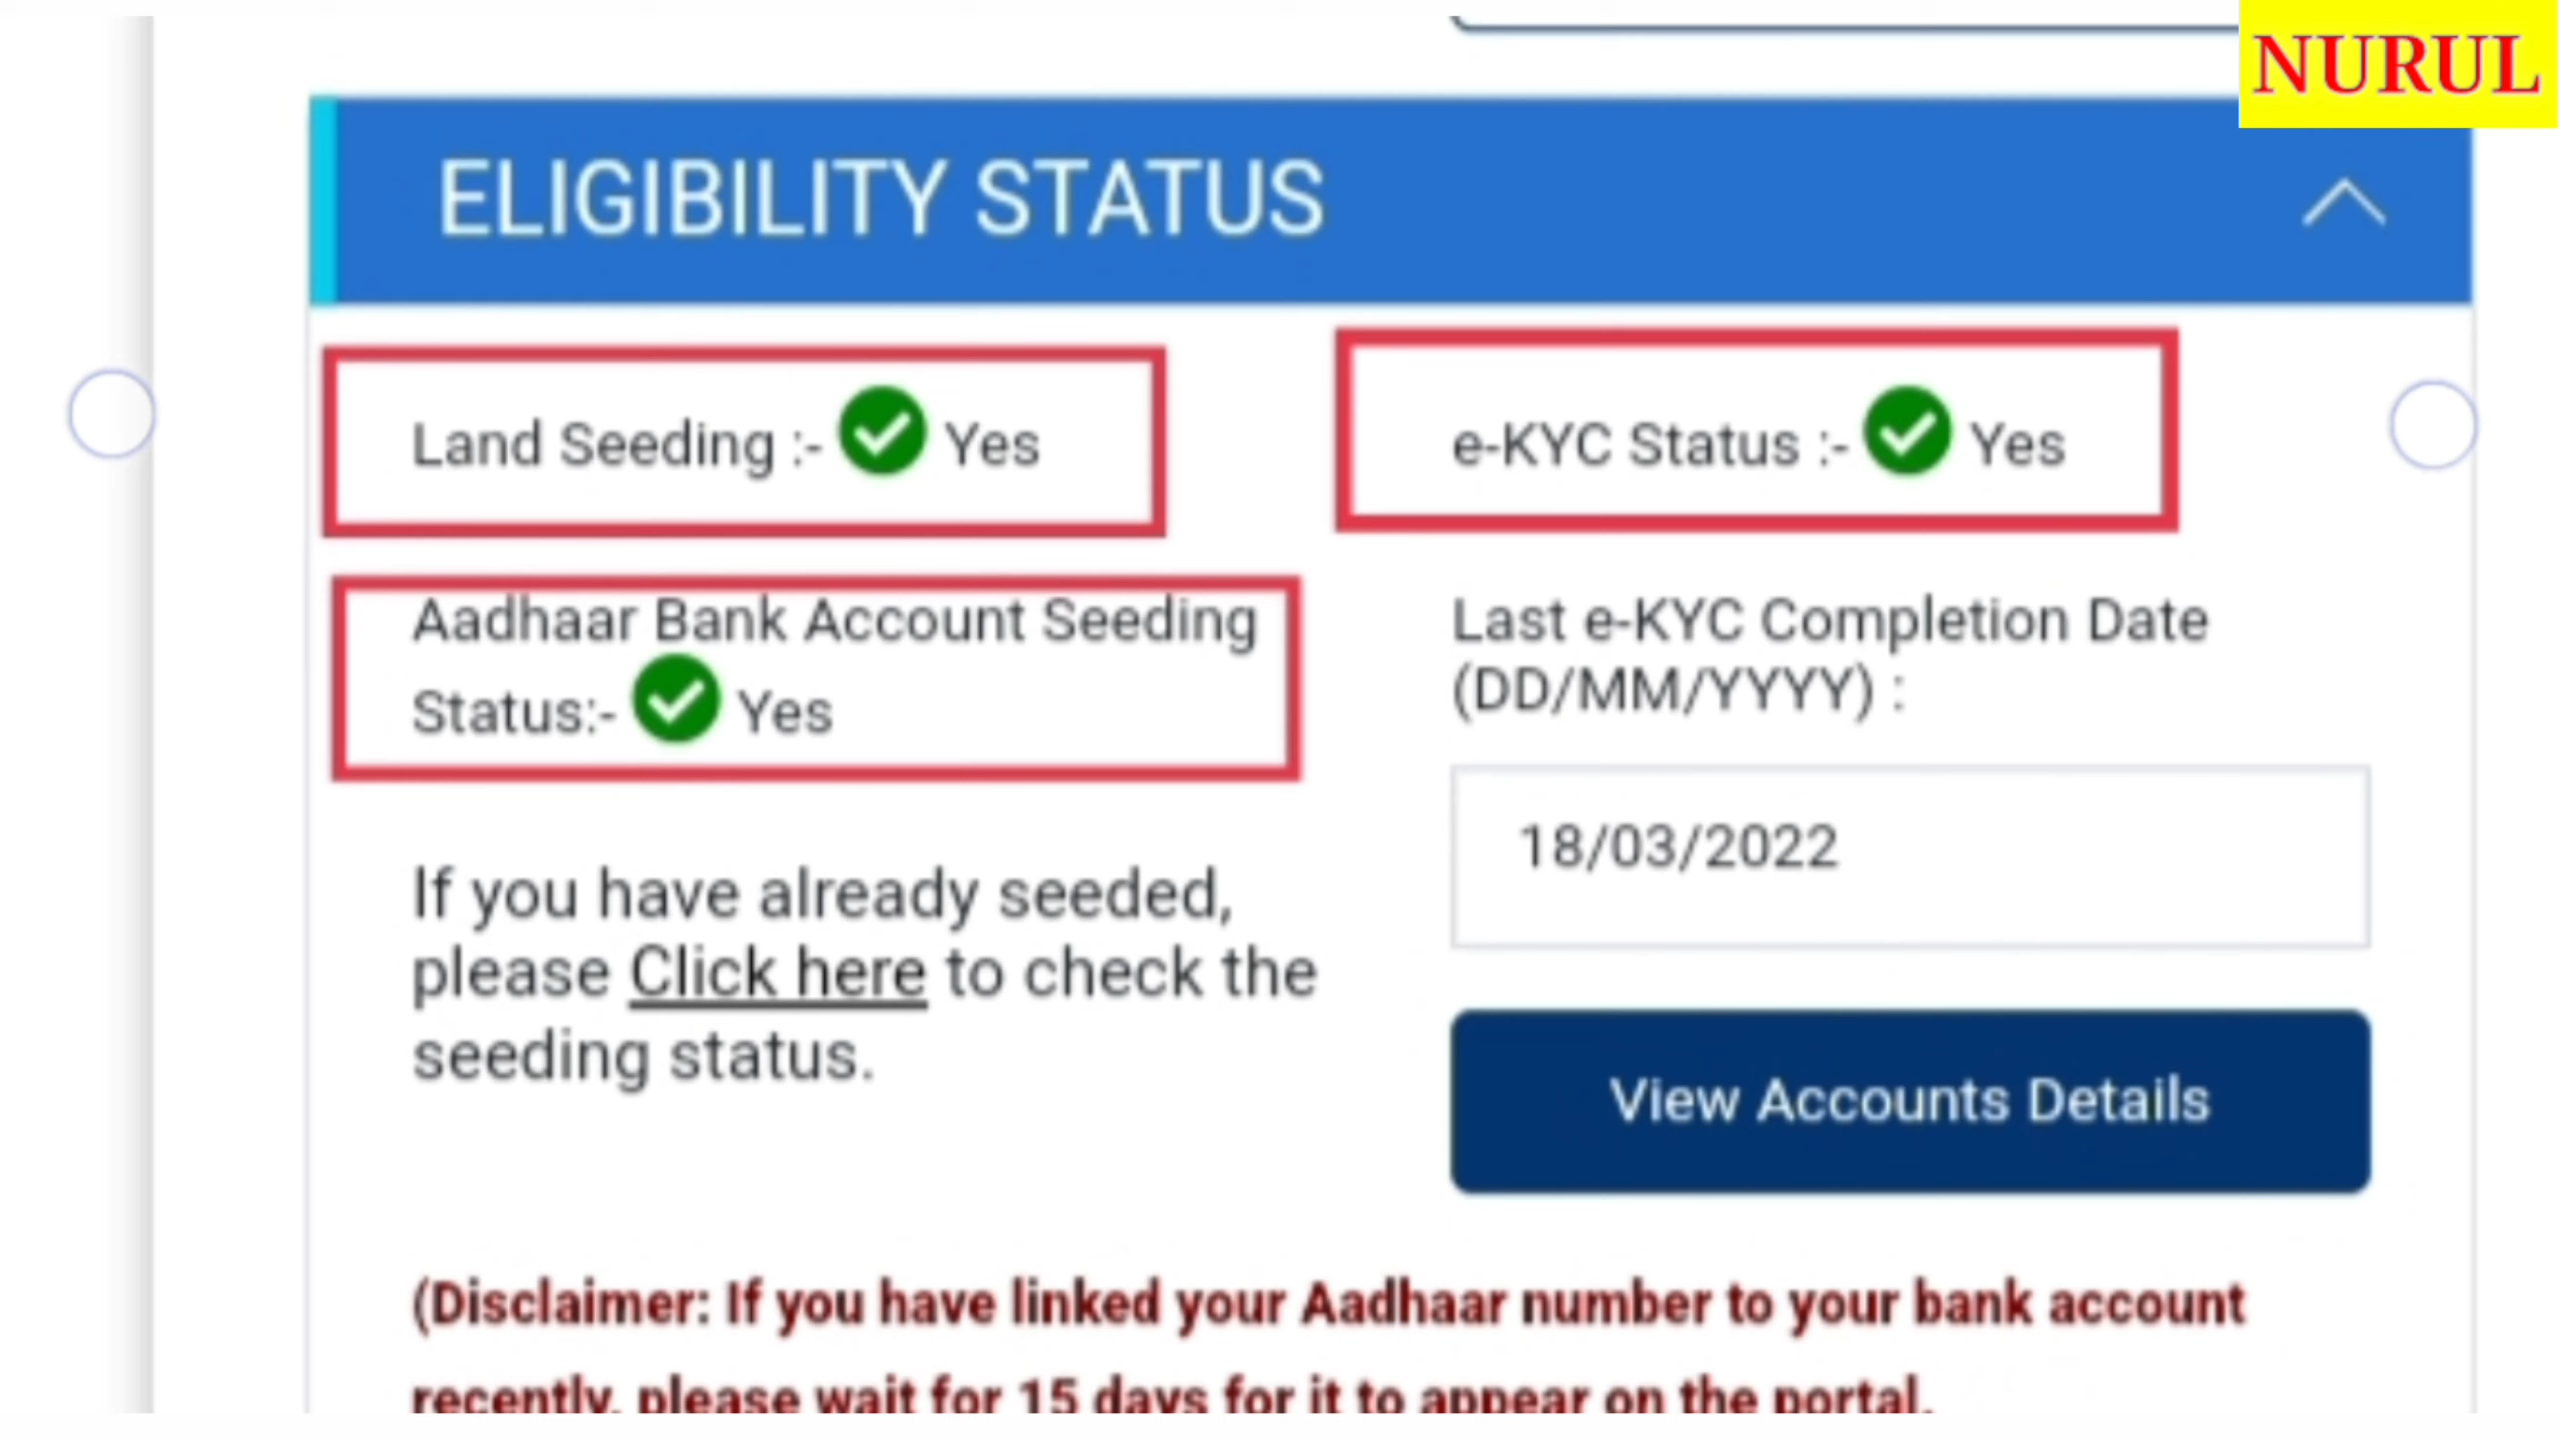 NURUL
ELIGIBILITY STATUS
Land Seeding :- Yes
e-KYC Status :- Yes
Aadhaar Bank Account Seeding
Status:- Yes
Last e-KYC Completion Date
(DD/MM/YYYY) :
18/03/2022
If you have already seeded,
please Click here to check the
seeding status.
View Accounts Details
(Disclaimer: If you have linked your Aadhaar number to your bank account
recently, please wait for 15 days for it to appear on the portal.